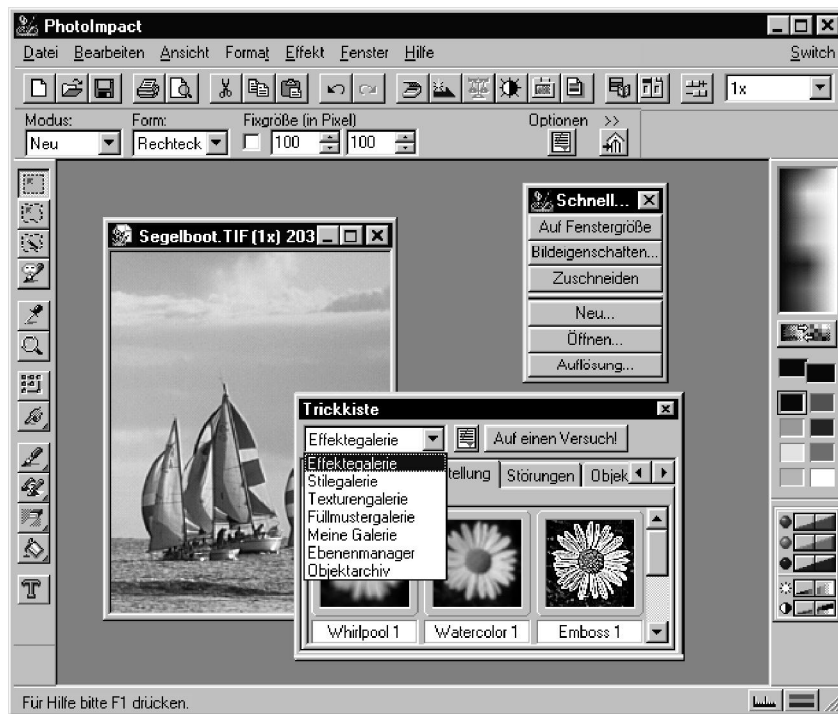 PhotoImpact
Datei Bearbeiten Ansicht Format Effekt Fenster Hilfe Switch
1x
Modus: Form: Fixgröße (in Pixel) Optionen >>
Neu Rechteck 100 100
Schnell...
Auf Fenstergröße
Bildeigenschaften...
Zuschneiden
Neu...
Öffnen...
Auflösung...
Segelboot.TIF (1x) 203
Trickkiste
Effektegalerie Auf einen Versuch!
tellung Störungen Objek
Effektegalerie
Stilegalerie
Texturengalerie
Füllmustergalerie
Meine Galerie
Ebenenmanager
Objektarchiv
Whirlpool 1 Watercolor 1 Emboss 1
T
Für Hilfe bitte F1 drücken.